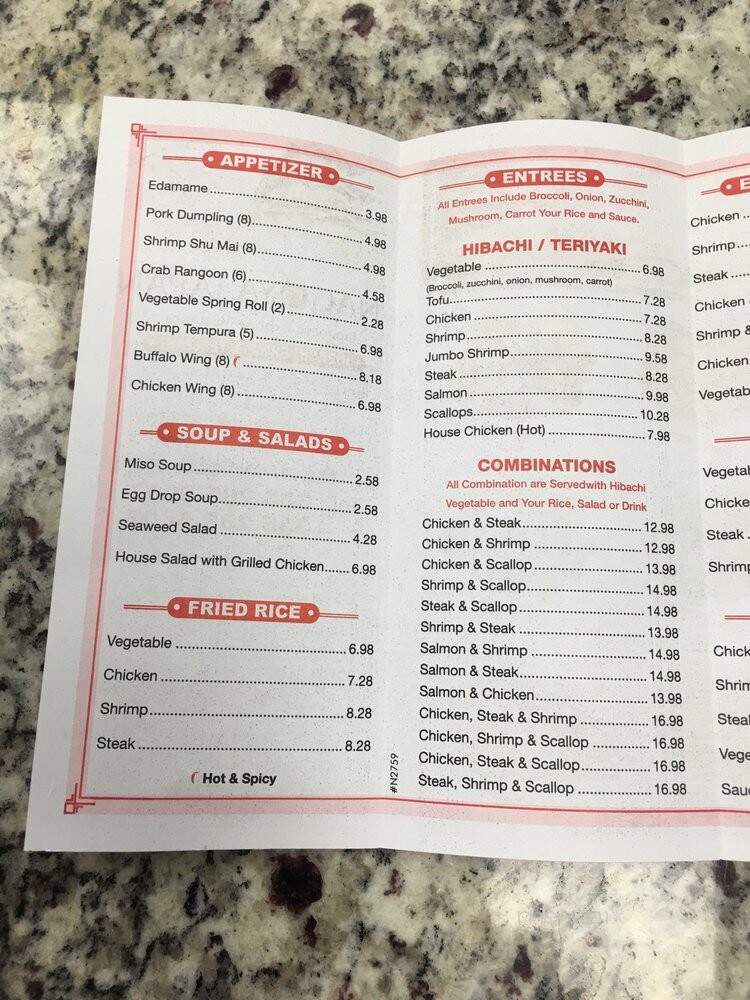 APPETIZER
Edamame 3.98
Pork Dumpling (8) 4.98
Shrimp Shu Mai (8) 4.98
Crab Rangoon (6) 4.58
Vegetable Spring Roll (2) 2.28
Shrimp Tempura (5) 6.98
Buffalo Wing (8) 8.18
Chicken Wing (8) 6.98
SOUP & SALADS
Miso Soup 2.58
Egg Drop Soup 2.58
Seaweed Salad 4.28
House Salad with Grilled Chicken 6.98
FRIED RICE
Vegetable 6.98
Chicken 7.28
Shrimp 8.28
Steak 8.28
Hot & Spicy
#N2759
ENTREES
All Entrees Include Broccoli, Onion, Zucchini,
Mushroom, Carrot Your Rice and Sauce.
HIBACHI / TERIYAKI
Vegetable 6.98
(Broccoli, zucchini, onion, mushroom, carrot)
Tofu 7.28
Chicken 7.28
Shrimp 8.28
Jumbo Shrimp 9.58
Steak 8.28
Salmon 9.98
Scallops 10.28
House Chicken (Hot) 7.98
COMBINATIONS
All Combination are Servedwith Hibachi
Vegetable and Your Rice, Salad or Drink
Chicken & Steak 12.98
Chicken & Shrimp 12.98
Chicken & Scallop 13.98
Shrimp & Scallop 14.98
Steak & Scallop 14.98
Shrimp & Steak 13.98
Salmon & Shrimp 14.98
Salmon & Steak 14.98
Salmon & Chicken 13.98
Chicken, Steak & Shrimp 16.98
Chicken, Shrimp & Scallop 16.98
Chicken, Steak & Scallop 16.98
Steak, Shrimp & Scallop 16.98
E
Chicken
Shrimp
Steak
Chicken
Shrimp &
Chicken
Vegetab
Vegetal
Chicke
Steak
Shrimp
Chick
Shrin
Stea
Vege
Sau